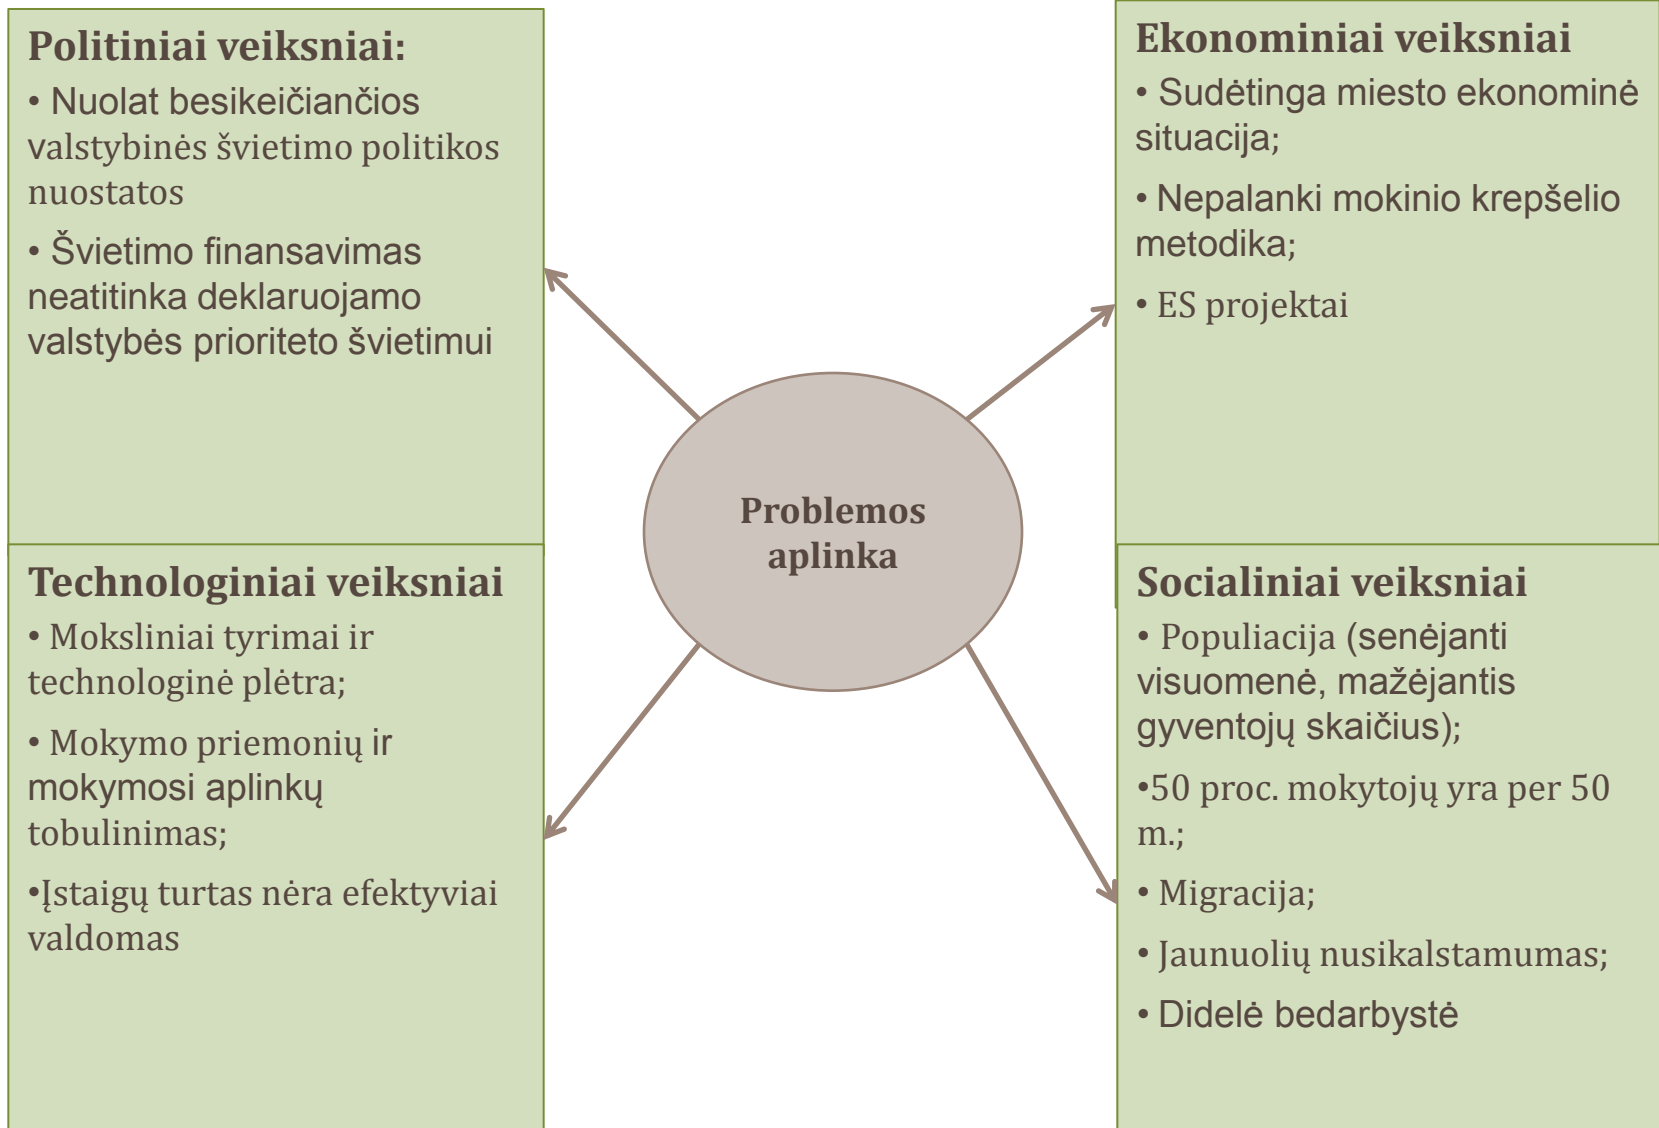 Politiniai veiksniai:
• Nuolat besikeičiančios
valstybinės švietimo politikos
nuostatos
• Švietimo finansavimas
neatitinka deklaruojamo
valstybės prioriteto švietimui
Ekonominiai veiksniai
• Sudėtinga miesto ekonominė
situacija;
• Nepalanki mokinio krepšelio
metodika;
• ES projektai
Problemos
aplinka
Technologiniai veiksniai
• Moksliniai tyrimai ir
technologinė plėtra;
• Mokymo priemonių ir
mokymosi aplinkų
tobulinimas;
•Įstaigų turtas nėra efektyviai
valdomas
Socialiniai veiksniai
• Populiacija (senėjanti
visuomenė, mažėjantis
gyventojų skaičius);
•50 proc. mokytojų yra per 50
m.;
• Migracija;
• Jaunuolių nusikalstamumas;
• Didelė bedarbystė